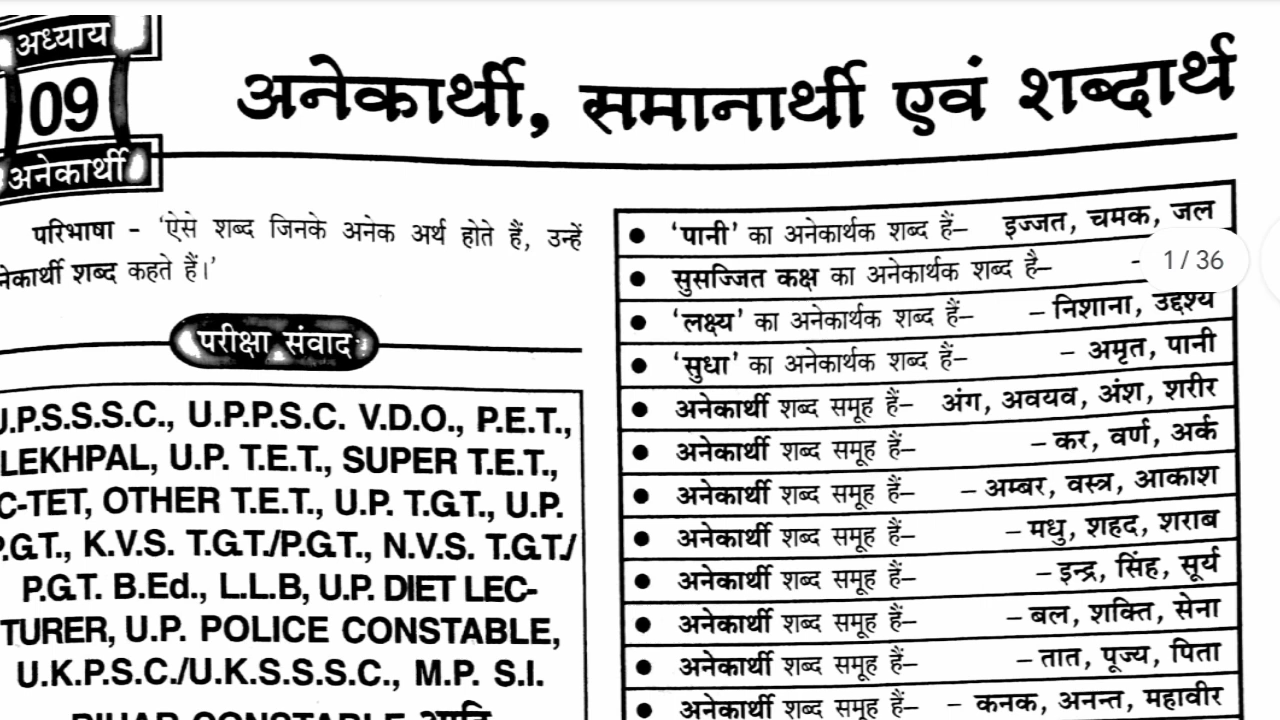 अध्याय
09
अनेकार्थी
अनेकार्थी, समानार्थी एवं शब्दार्थ
परिभाषा – ‘ऐसे शब्द जिनके अनेक अर्थ होते हैं, उन्हें
नेकार्थी शब्द कहते हैं।’
परीक्षा संवाद
U.P.S.S.S.C., U.P.P.S.C. V.D.O., P.E.T.,
LEKHPAL, U.P. T.E.T., SUPER T.E.T.,
C-TET, OTHER T.E.T., U.P. T.G.T., U.P.
P.G.T., K.V.S. T.G.T./P.G.T., N.V.S. T.G.T./
P.G.T. B.Ed., L.L.B, U.P. DIET LEC-
TURER, U.P. POLICE CONSTABLE,
U.K.P.S.C./U.K.S.S.S.C., M.P. S.I.
BIHAR CONSTABLE आदि
● ‘पानी’ का अनेकार्थक शब्द हैं– इज्जत, चमक, जल
● सुसज्जित कक्ष का अनेकार्थक शब्द है– –
1 / 36
● ‘लक्ष्य’ का अनेकार्थक शब्द हैं– – निशाना, उद्देश्य
● ‘सुधा’ का अनेकार्थक शब्द हैं– – अमृत, पानी
● अनेकार्थी शब्द समूह हैं– अंग, अवयव, अंश, शरीर
● अनेकार्थी शब्द समूह हैं– – कर, वर्ण, अर्क
● अनेकार्थी शब्द समूह हैं– – अम्बर, वस्त्र, आकाश
● अनेकार्थी शब्द समूह हैं– – मधु, शहद, शराब
● अनेकार्थी शब्द समूह हैं– – इन्द्र, सिंह, सूर्य
● अनेकार्थी शब्द समूह हैं– – बल, शक्ति, सेना
● अनेकार्थी शब्द समूह हैं– – तात, पूज्य, पिता
● अनेकार्थी शब्द समूह हैं– – कनक, अनन्त, महावीर